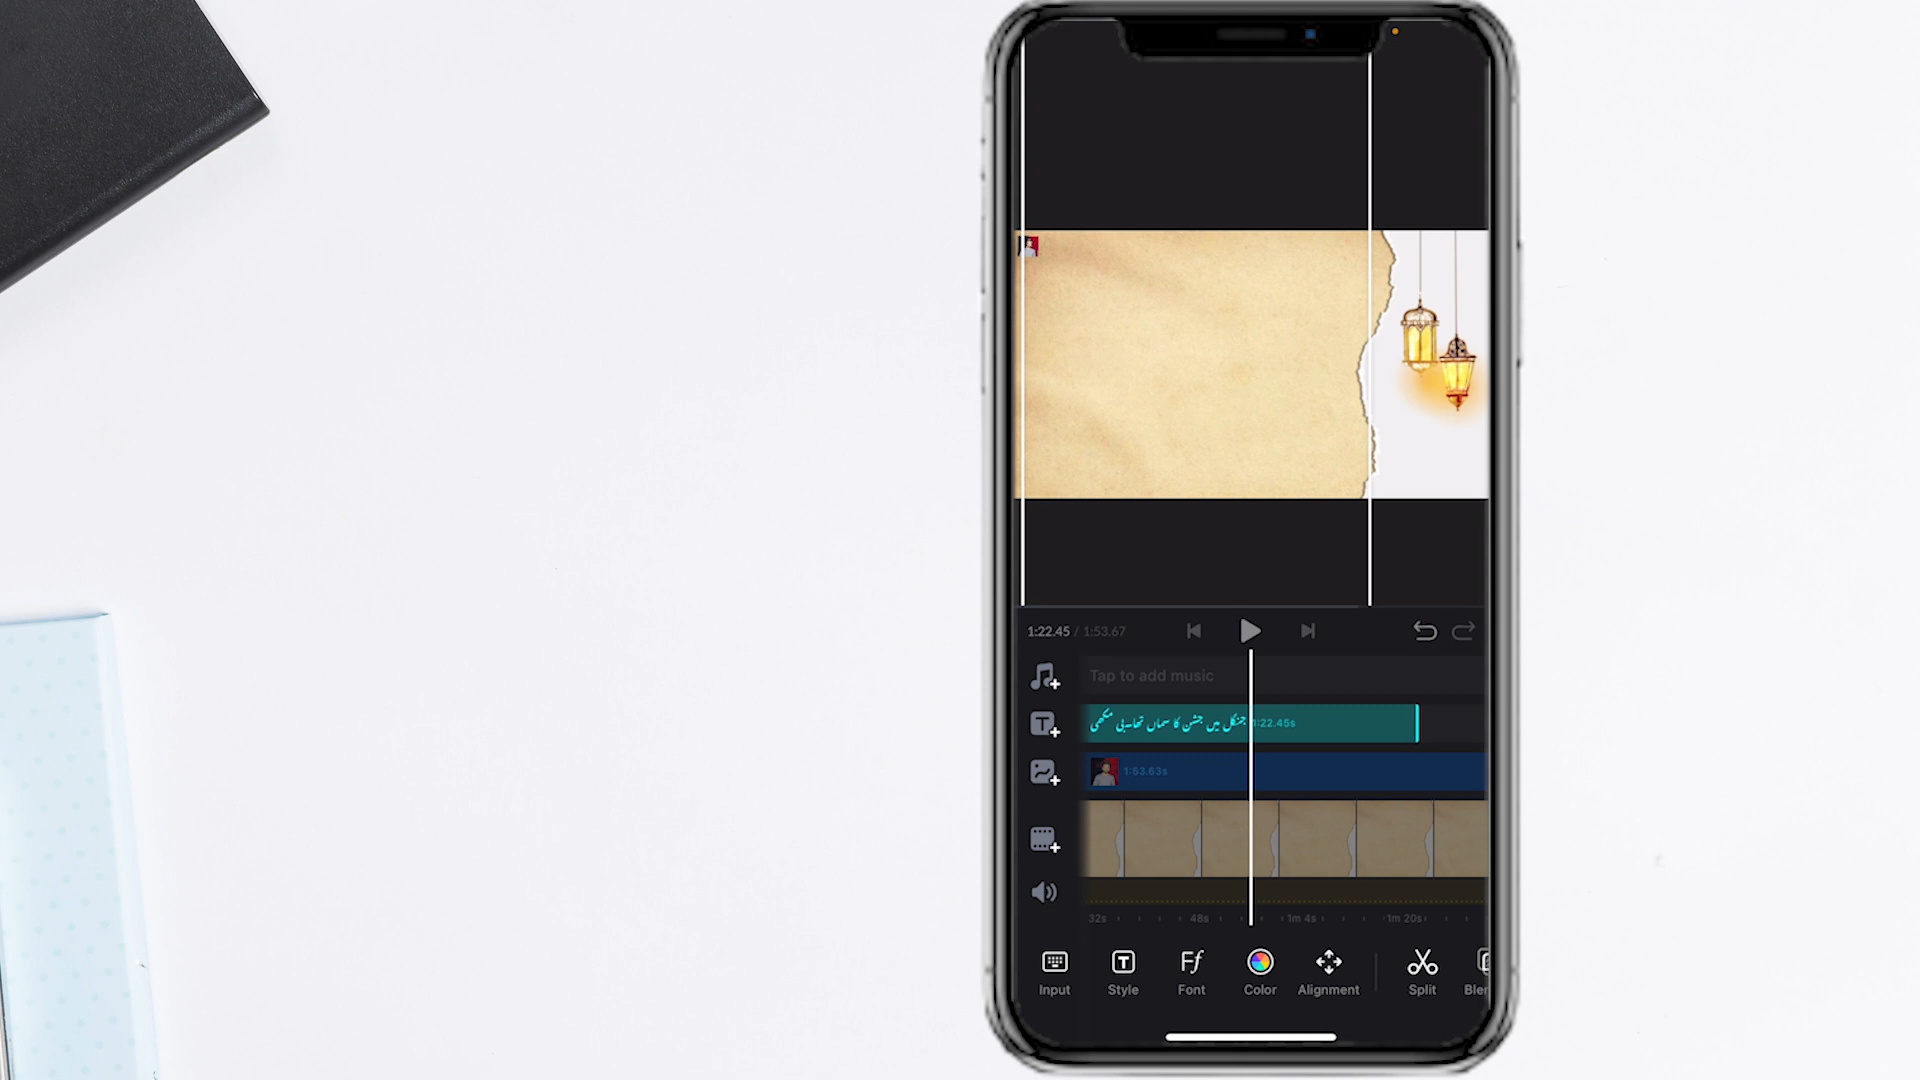 1:22.45 / 1:53.67
Tap to add music
جنگل میں جشن کا سماں تھا۔بی مکھی 1:22.45s
1:53.63s
32s 48s 1m 4s 1m 20s
Input Style Font Color Alignment Split